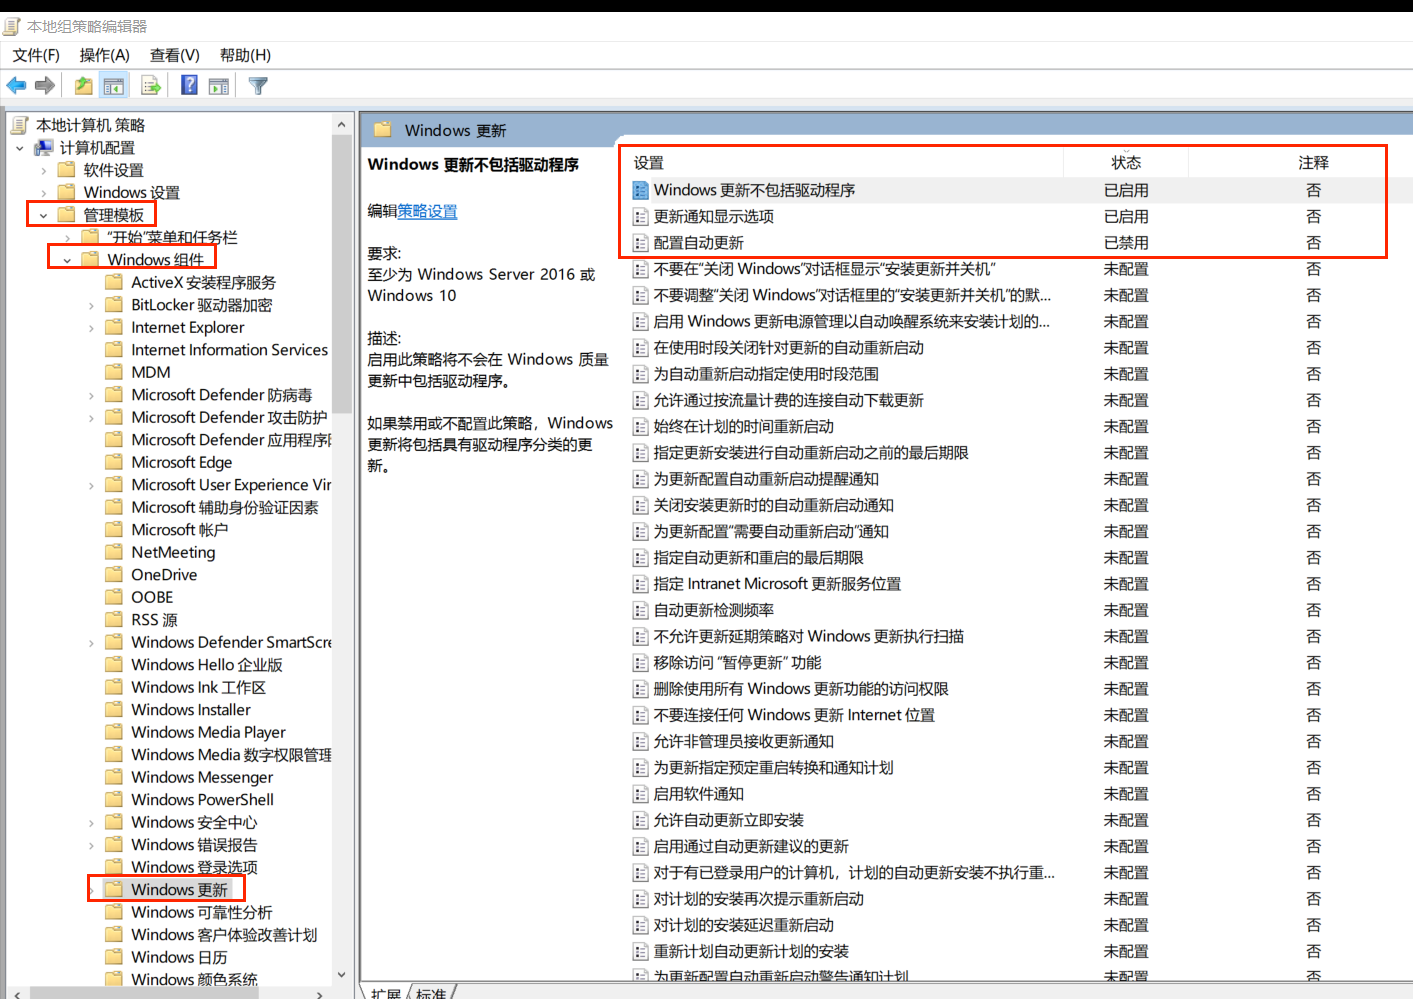 本地组策略编辑器
文件(F) 操作(A) 查看(V) 帮助(H)
本地计算机 策略
计算机配置
软件设置
Windows 设置
管理模板
"开始"菜单和任务栏
Windows 组件
ActiveX 安装程序服务
BitLocker 驱动器加密
Internet Explorer
Internet Information Services
MDM
Microsoft Defender 防病毒
Microsoft Defender 攻击防护
Microsoft Defender 应用程序
Microsoft Edge
Microsoft User Experience Vir
Microsoft 辅助身份验证因素
Microsoft 帐户
NetMeeting
OneDrive
OOBE
RSS 源
Windows Defender SmartScre
Windows Hello 企业版
Windows Ink 工作区
Windows Installer
Windows Media Player
Windows Media 数字权限管理
Windows Messenger
Windows PowerShell
Windows 安全中心
Windows 错误报告
Windows 登录选项
Windows 更新
Windows 可靠性分析
Windows 客户体验改善计划
Windows 日历
Windows 颜色系统
Windows 更新
Windows 更新不包括驱动程序
编辑策略设置
要求:
至少为 Windows Server 2016 或
Windows 10
描述:
启用此策略将不会在 Windows 质量
更新中包括驱动程序。
如果禁用或不配置此策略，Windows
更新将包括具有驱动程序分类的更
新。
设置 状态 注释
Windows 更新不包括驱动程序 已启用 否
更新通知显示选项 已启用 否
配置自动更新 已禁用 否
不要在"关闭 Windows"对话框显示"安装更新并关机" 未配置 否
不要调整"关闭 Windows"对话框里的"安装更新并关机"的默... 未配置 否
启用 Windows 更新电源管理以自动唤醒系统来安装计划的... 未配置 否
在使用时段关闭针对更新的自动重新启动 未配置 否
为自动重新启动指定使用时段范围 未配置 否
允许通过按流量计费的连接自动下载更新 未配置 否
始终在计划的时间重新启动 未配置 否
指定更新安装进行自动重新启动之前的最后期限 未配置 否
为更新配置自动重新启动提醒通知 未配置 否
关闭安装更新时的自动重新启动通知 未配置 否
为更新配置"需要自动重新启动"通知 未配置 否
指定自动更新和重启的最后期限 未配置 否
指定 Intranet Microsoft 更新服务位置 未配置 否
自动更新检测频率 未配置 否
不允许更新延期策略对 Windows 更新执行扫描 未配置 否
移除访问 "暂停更新" 功能 未配置 否
删除使用所有 Windows 更新功能的访问权限 未配置 否
不要连接任何 Windows 更新 Internet 位置 未配置 否
允许非管理员接收更新通知 未配置 否
为更新指定预定重启转换和通知计划 未配置 否
启用软件通知 未配置 否
允许自动更新立即安装 未配置 否
启用通过自动更新建议的更新 未配置 否
对于有已登录用户的计算机，计划的自动更新安装不执行重... 未配置 否
对计划的安装再次提示重新启动 未配置 否
对计划的安装延迟重新启动 未配置 否
重新计划自动更新计划的安装 未配置 否
为更新配置自动重新启动警告通知计划 未配置 否
扩展 标准